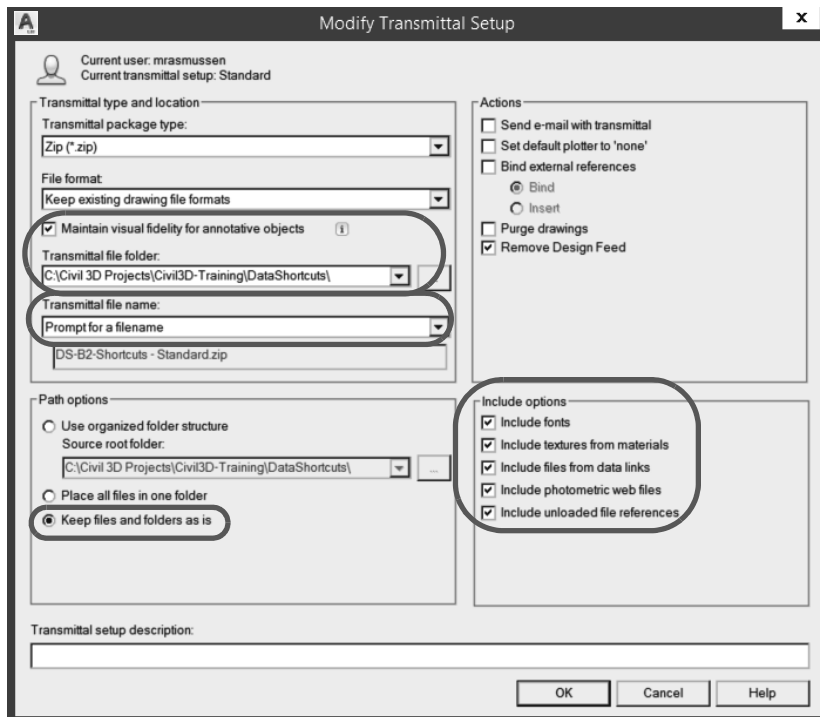 Modify Transmittal Setup
x
Current user: mrasmussen
Current transmittal setup: Standard
Transmittal type and location
Transmittal package type:
Zip (*.zip)
File format:
Keep existing drawing file formats
Maintain visual fidelity for annotative objects
i
Transmittal file folder:
C:\Civil 3D Projects\Civil3D-Training\DataShortcuts\
Transmittal file name:
Prompt for a filename
DS-B2-Shortcuts - Standard.zip
Actions
Send e-mail with transmittal
Set default plotter to 'none'
Bind external references
Bind
Insert
Purge drawings
Remove Design Feed
Path options
Use organized folder structure
Source root folder:
C:\Civil 3D Projects\Civil3D-Training\DataShortcuts\
...
Place all files in one folder
Keep files and folders as is
Include options
Include fonts
Include textures from materials
Include files from data links
Include photometric web files
Include unloaded file references
Transmittal setup description:
OK
Cancel
Help